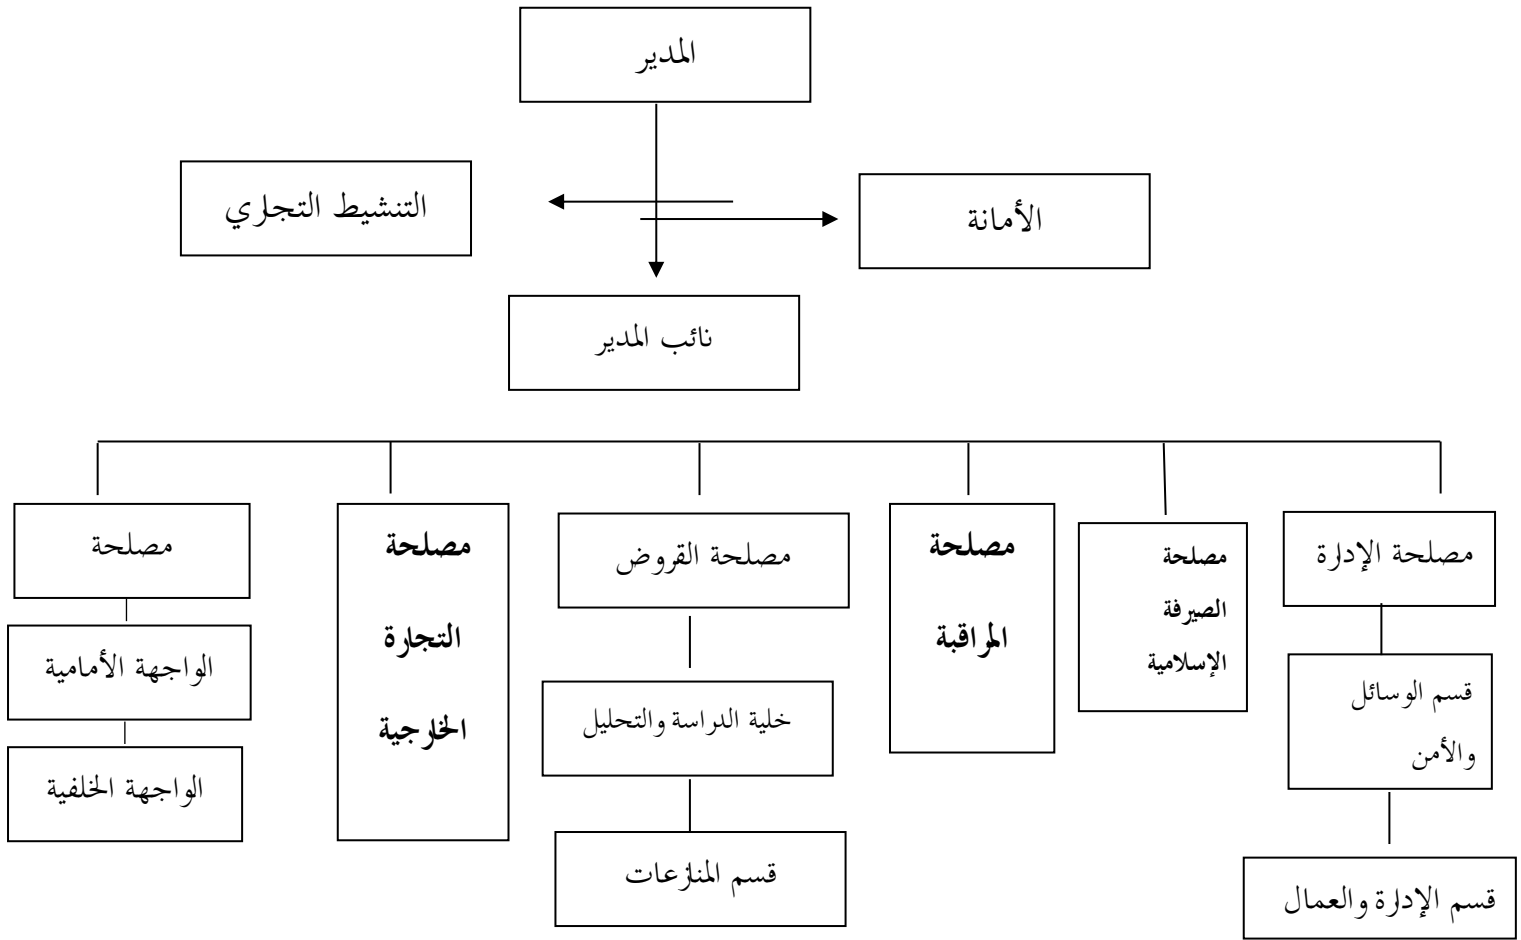 المدير
الأمانة
التنشيط التجاري
نائب المدير
مصلحة الإدارة
قسم الوسائل
والأمن
قسم الإدارة والعمال
مصلحة
الصيرفة
الإسلامية
مصلحة
المراقبة
مصلحة القروض
خلية الدراسة والتحليل
قسم المنازعات
مصلحة
التجارة
الخارجية
مصلحة
الواجهة الأمامية
الواجهة الخلفية